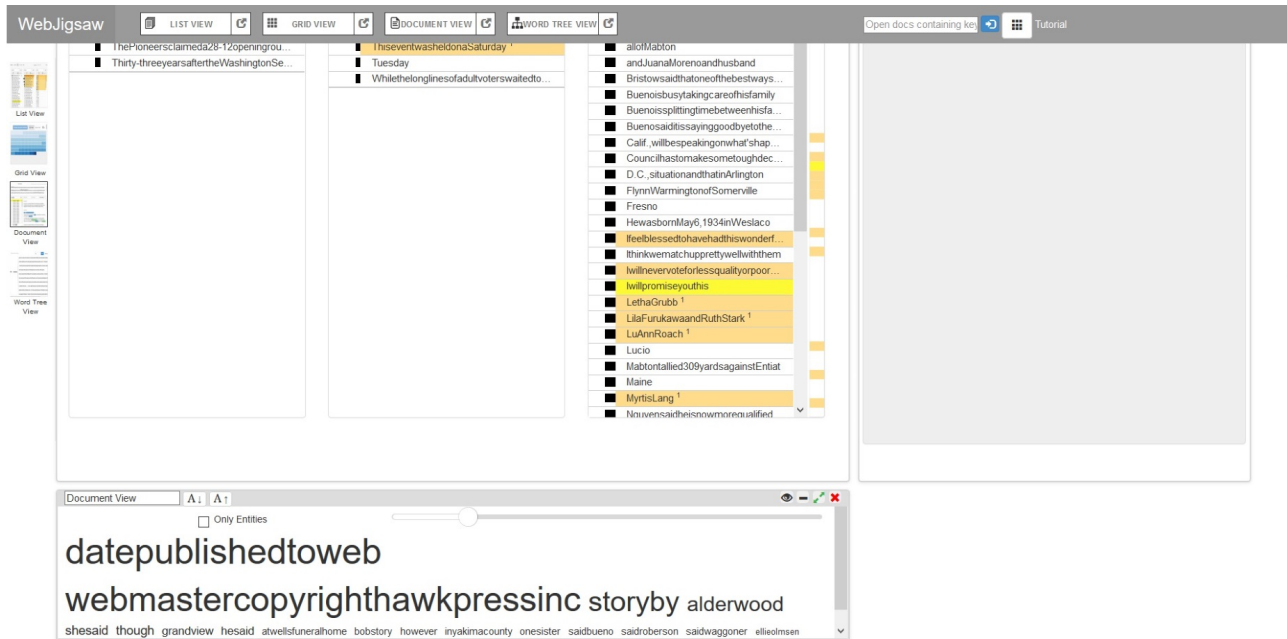 WebJigsaw LIST VIEW GRID VIEW DOCUMENT VIEW WORD TREE VIEW Open docs containing key Tutorial
ThePioneersclaimeda28-12openingrou...
Thirty-threeyearsaftertheWashingtonSe...
ThiseventwasheldonaSaturday 1
Tuesday
Whilethelonglinesofadultvoterswaitedto...
allofMabton
andJuanaMorenoandhusband
Bristowsaidthatoneofthebestways...
Buenoisbusytakingcareofhisfamily
Buenoissplittingtimebetweenhisfa...
Buenosaiditissayinggoodbyetothe...
Calif.,willbespeakingonwhat'shap...
Councilhastomakesometoughdec...
D.C.,situationandthatinArlington
FlynnWarmingtonofSomerville
Fresno
HewasbornMay6,1934inWeslaco
Ifeelblessedtohavehadthiswonderf...
Ithinkwematchupprettywellwiththem
Iwillnevervoteforlessqualityorpoor...
Iwillpromiseyouthis
LethaGrubb 1
LilaFurukawaandRuthStark 1
LuAnnRoach 1
Lucio
Mabtontallied309yardsagainstEntiat
Maine
MyrtisLang 1
Nguyensaidheisnowmorequalified
List View
Grid View
Document
View
Word Tree
View
Document View A↓ A↑
Only Entities
datepublishedtoweb
webmastercopyrighthawkpressinc storyby alderwood
shesaid though grandview hesaid atwellsfuneralhome bobstory however inyakimacounty onesister saidbueno saidroberson saidwaggoner ellieolmsen